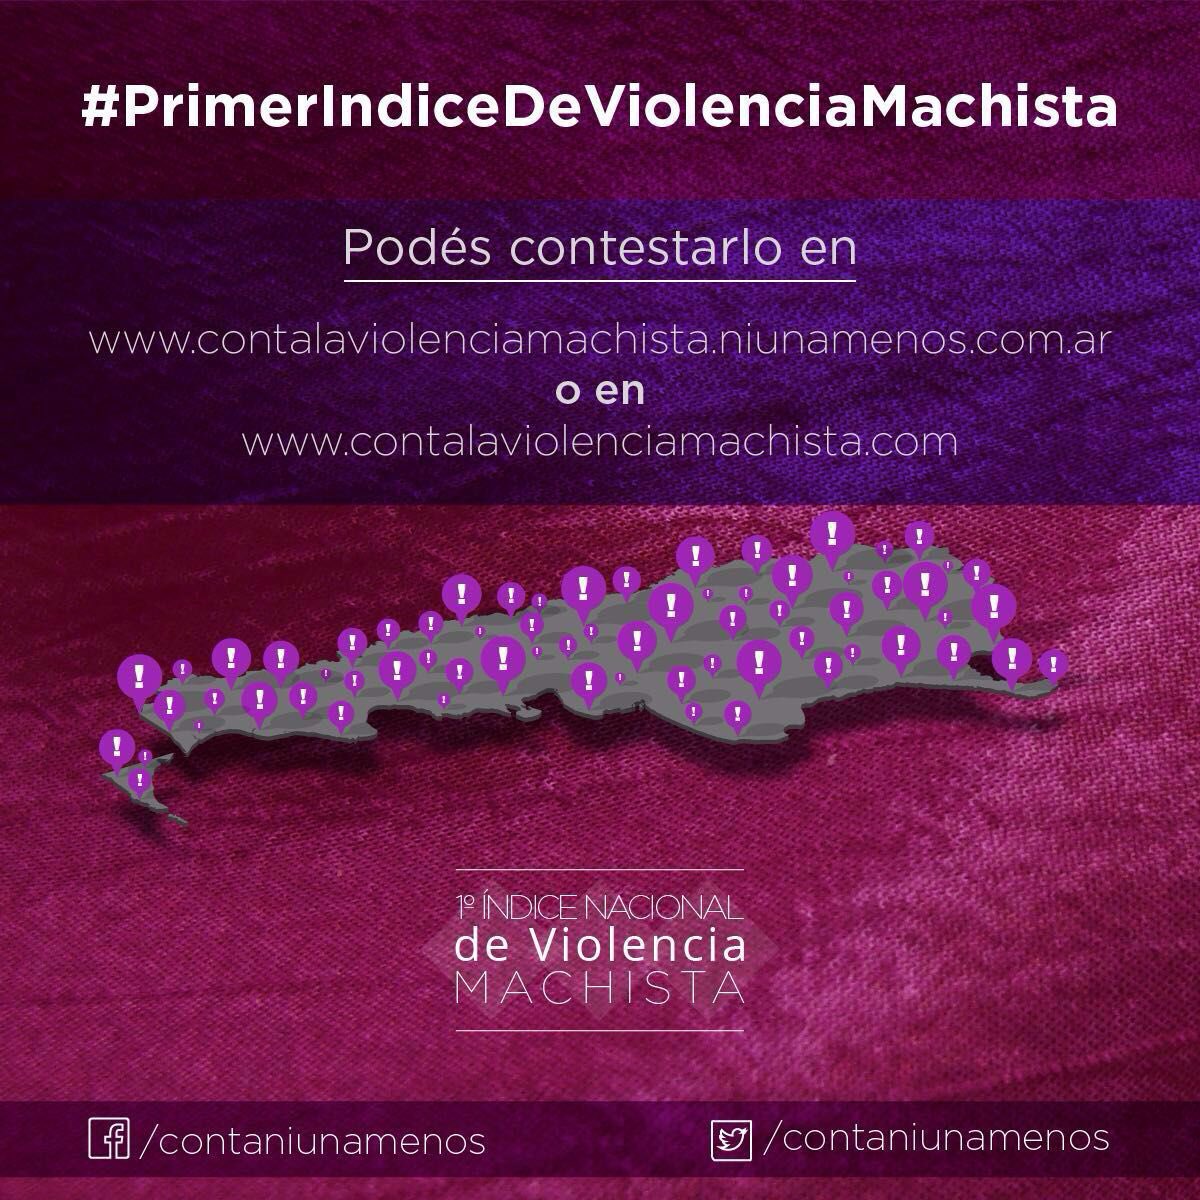 #PrimerIndiceDeViolenciaMachista
Podés contestarlo en
www.contalaviolenciamachista.niunamenos.com.ar
o en
www.contalaviolenciamachista.com
1º ÍNDICE NACIONAL
de Violencia
MACHISTA
/contaniunamenos
/contaniunamenos